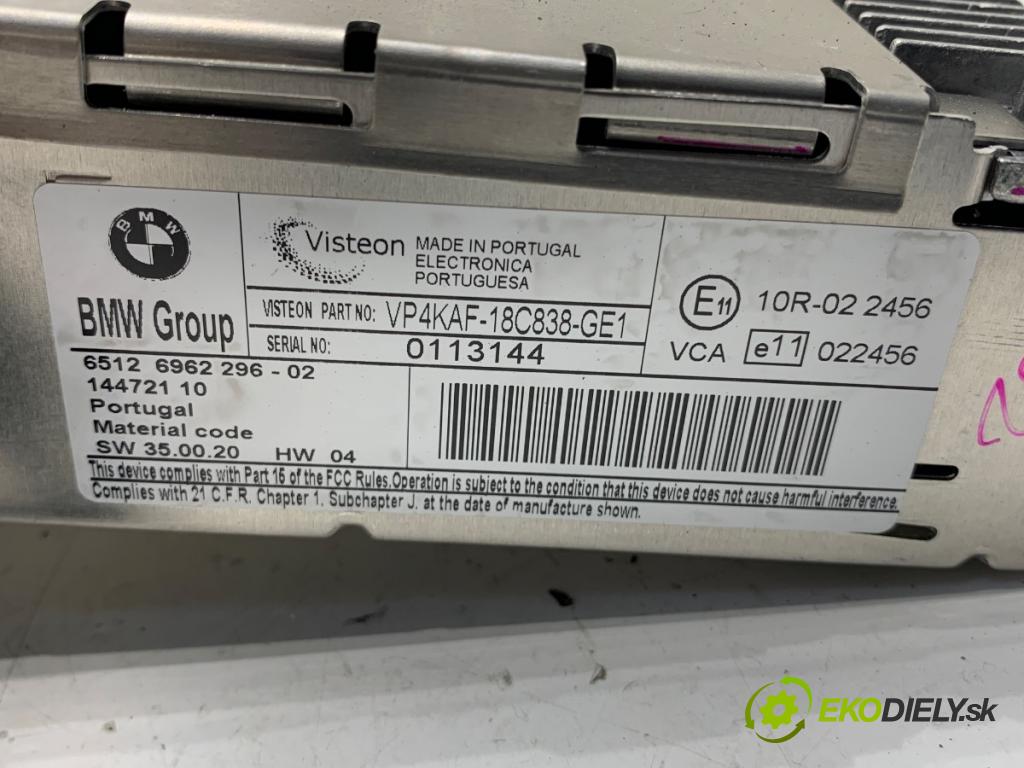 BMW
BMW Group
Visteon
MADE IN PORTUGAL
ELECTRONICA
PORTUGUESA
VISTEON PART NO: VP4KAF-18C838-GE1
SERIAL NO: 0113144
E11 10R-02 2456
VCA e11 022456
6512 6962 296-02
144721 10
Portugal
Material code
SW 35.00.20 HW 04
This device complies with Part 15 of the FCC Rules.Operation is subject to the condition that this device does not cause harmful interference.
Complies with 21 C.F.R. Chapter 1. Subchapter J. at the date of manufacture shown.
EKODIELY.sk